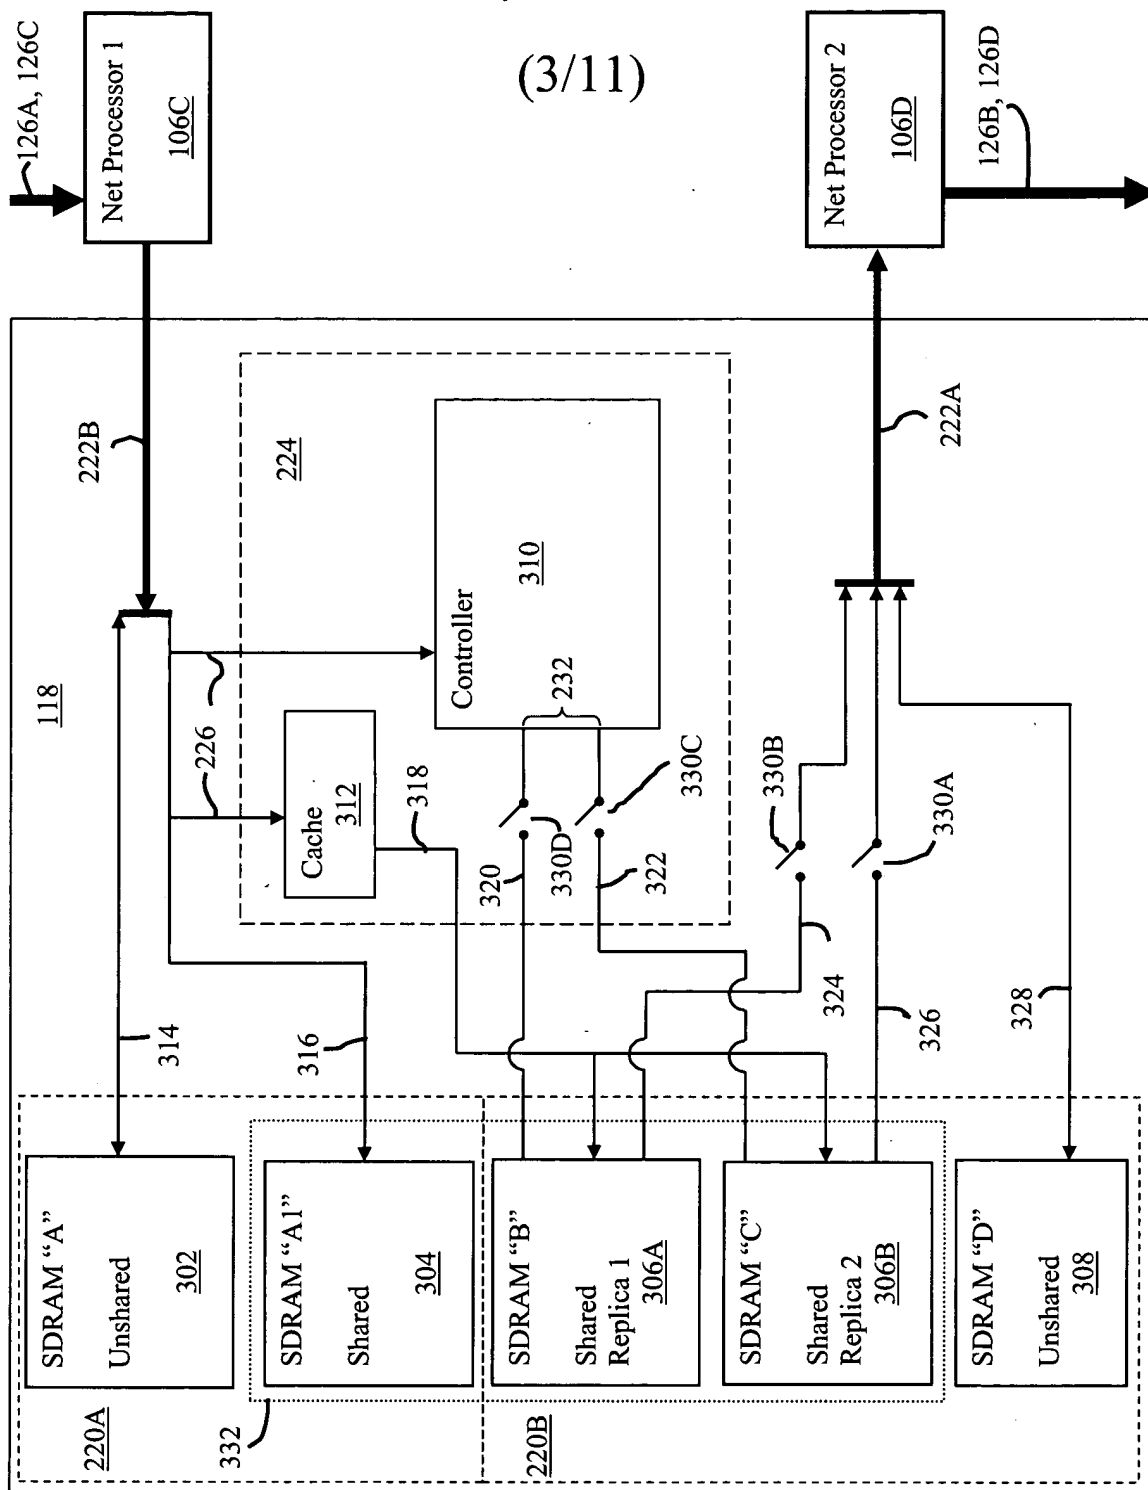 (3/11)
126A, 126C
Net Processor 1
106C
Net Processor 2
106D
126B, 126D
222B
222A
118
224
226
Controller
310
232
Cache
312
318
320
330D
322
330C
330B
330A
324
326
328
314
316
SDRAM “A”
Unshared
302
SDRAM “A1”
Shared
304
SDRAM “B”
Shared
Replica 1
306A
SDRAM “C”
Shared
Replica 2
306B
SDRAM “D”
Unshared
308
220A
332
220B